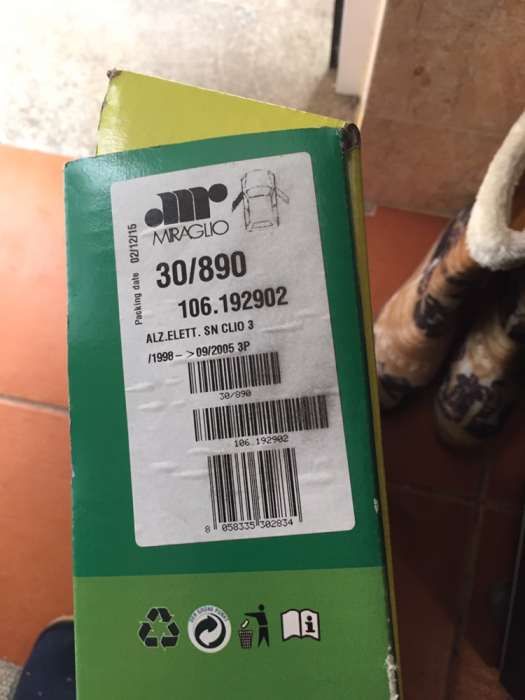 MIRAGLIO
Packing date 02/12/15
30/890
106.192902
ALZ.ELETT. SN CLIO 3
/1998-->09/2005 3P
30/890
106.192902
8 058335 302834